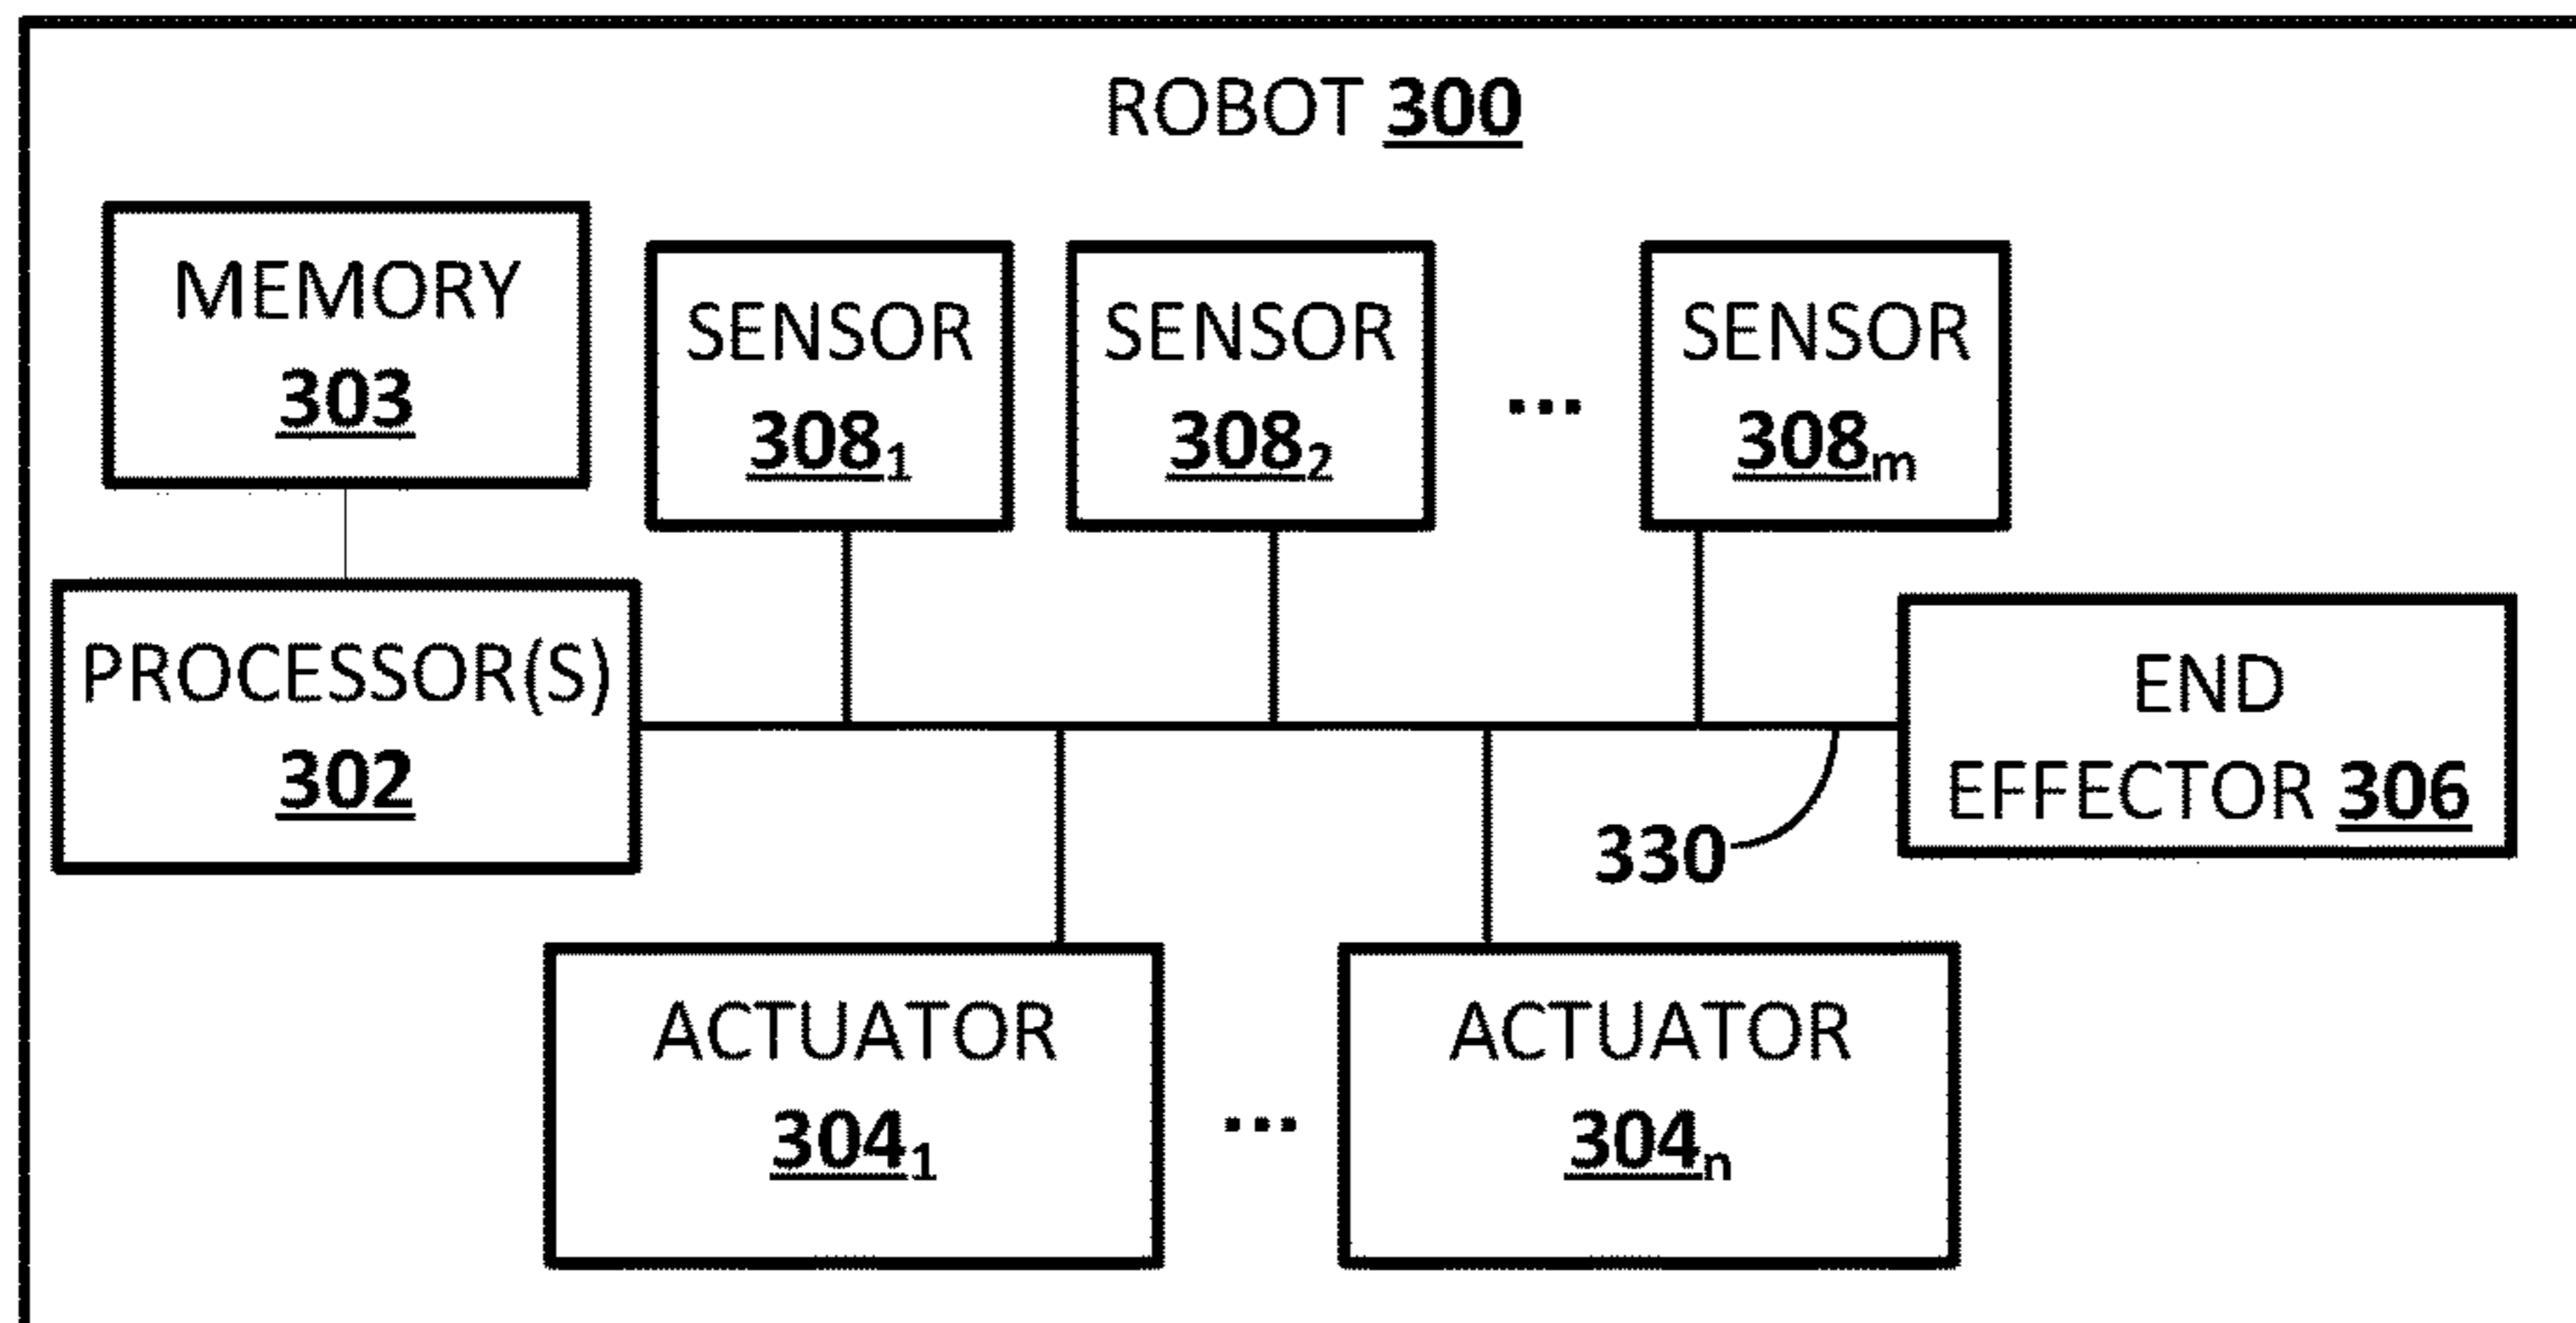 ROBOT 300
MEMORY
303
SENSOR
308₁
SENSOR
308₂
...
SENSOR
308ₘ
PROCESSOR(S)
302
END
EFFECTOR 306
330
ACTUATOR
304₁
...
ACTUATOR
304ₙ